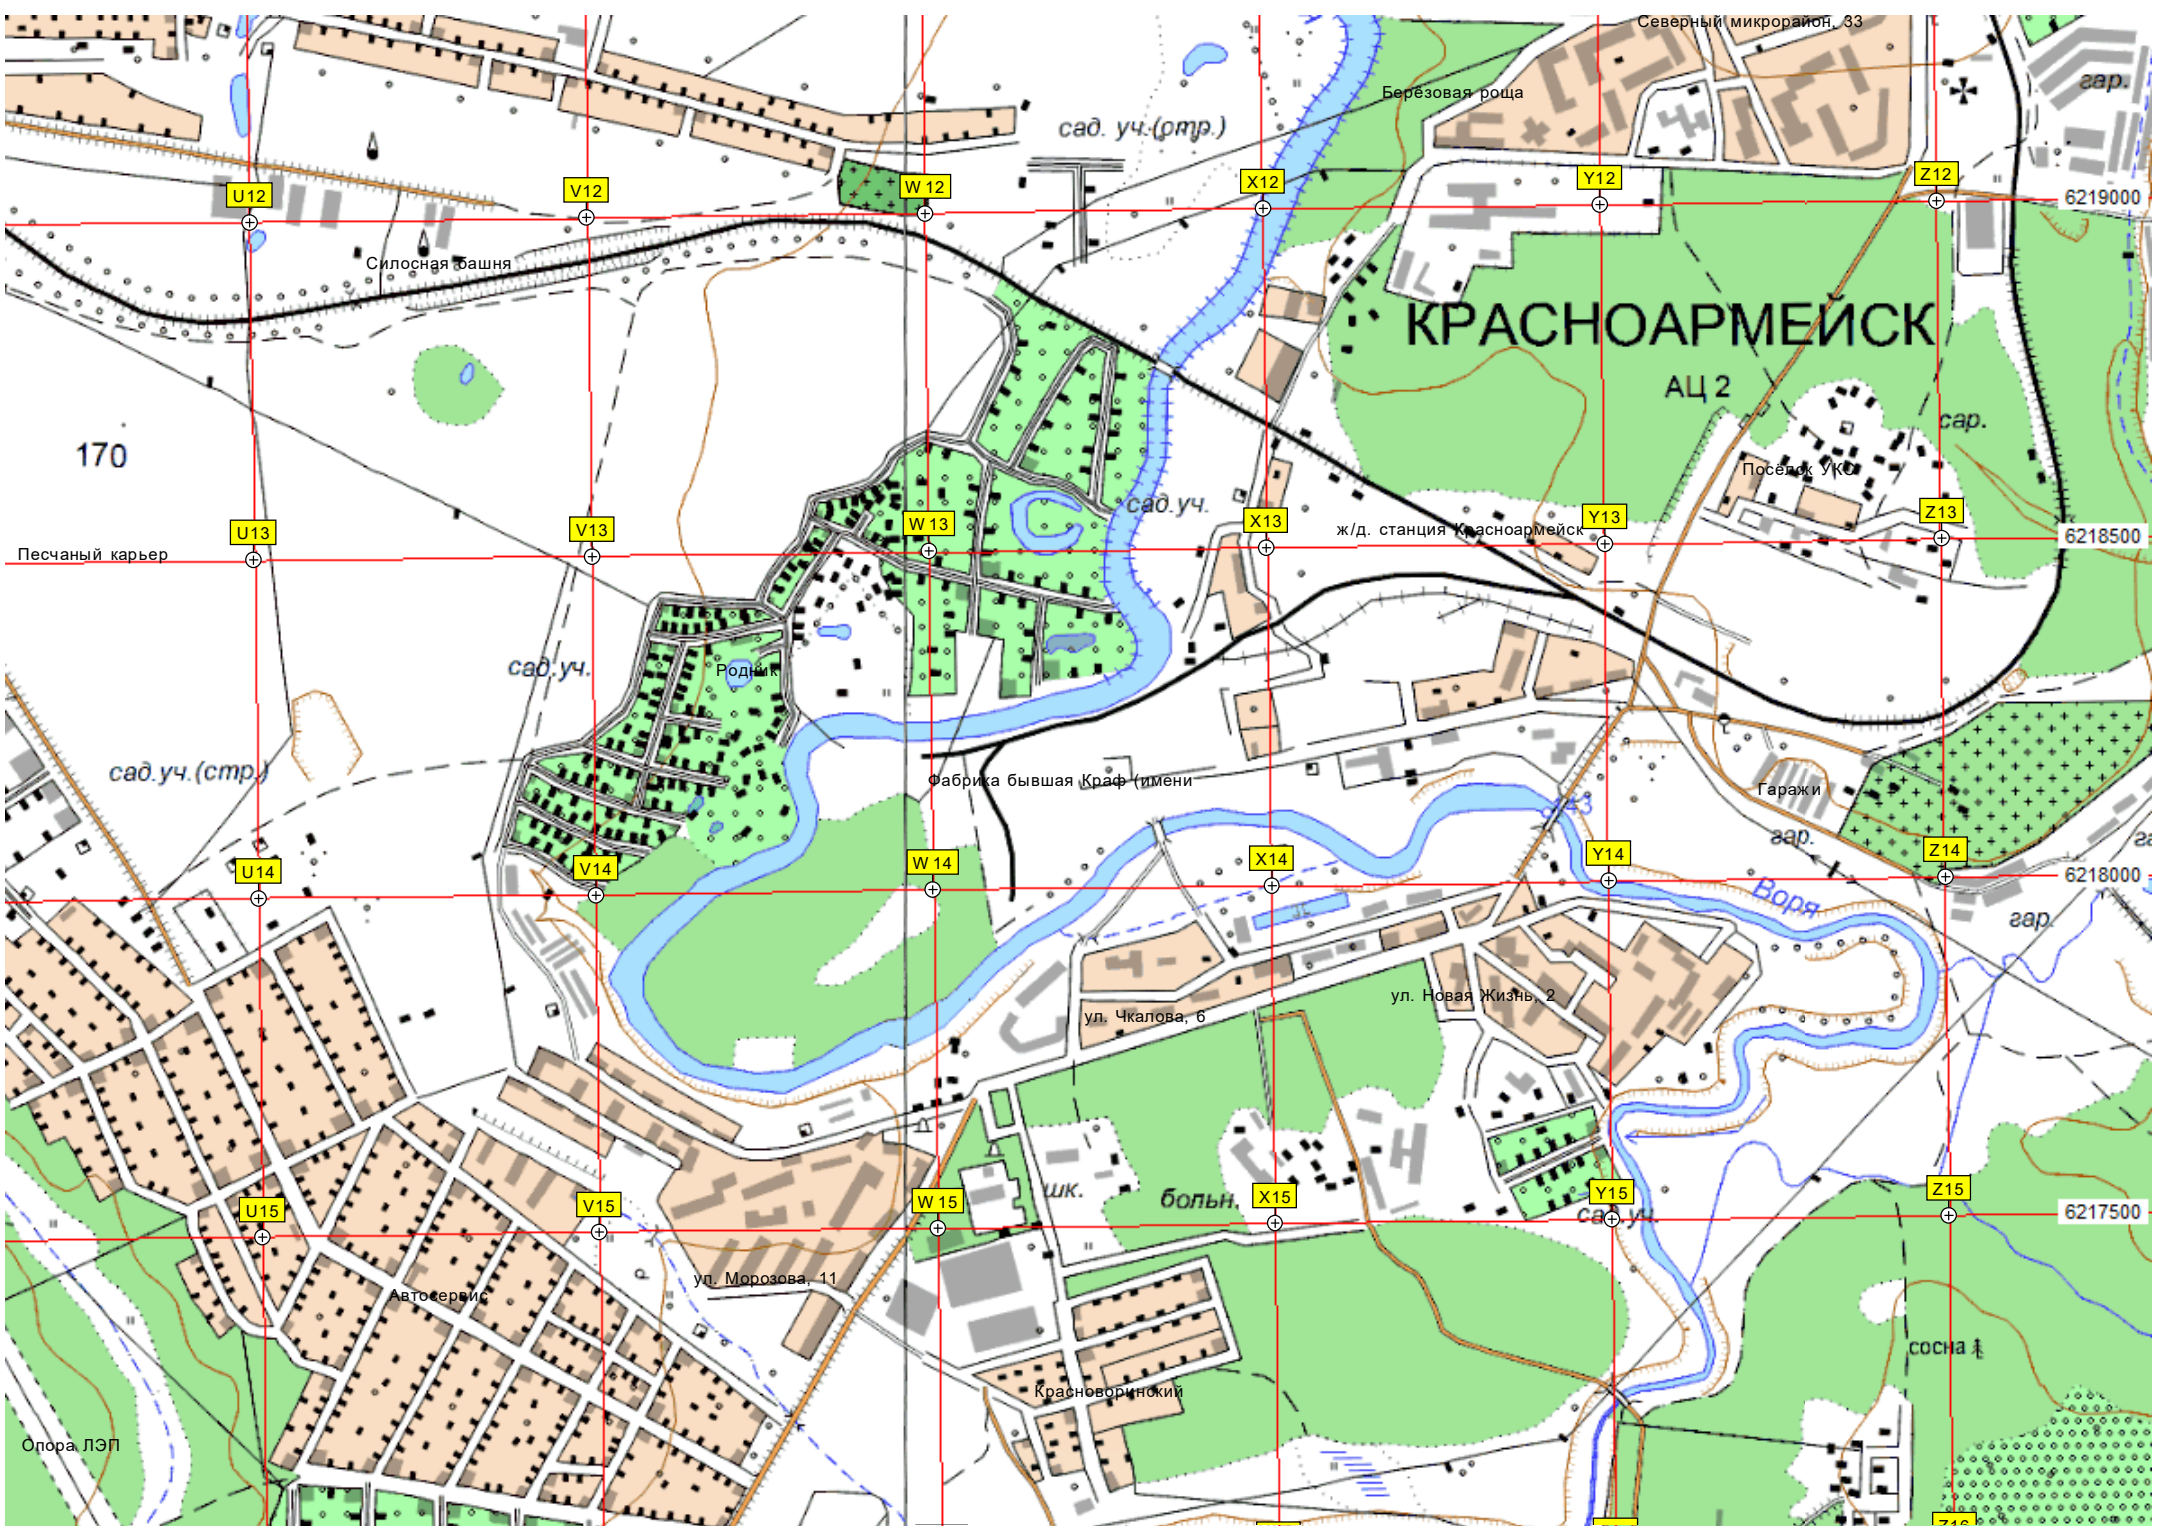 Северный микрорайон, 33
гар.
Берёзовая роща
сад. уч.(отр.)
U12
V12
W 12
X12
Y12
Z12
6219000
Силосная башня
КРАСНОАРМЕЙСК
АЦ 2
170
сар.
Посёлок УКС
сад.уч.
U13
V13
W 13
X13
Y13
Z13
ж/д. станция Красноармейск
6218500
Песчаный карьер
сад.уч.
Родник
сад.уч.(стр.)
Фабрика бывшая Краф (имени
Гаражи
гар.
U14
V14
W 14
X14
Y14
Z14
6218000
Воря
гар.
ул. Новая Жизнь, 2
ул. Чкалова, 6
шк.
больн.
U15
V15
W 15
X15
Y15
Z15
сад.уч.
6217500
ул. Морозова, 11
Автосервис
сосна
Красноворинский
Опора ЛЭП
Z16